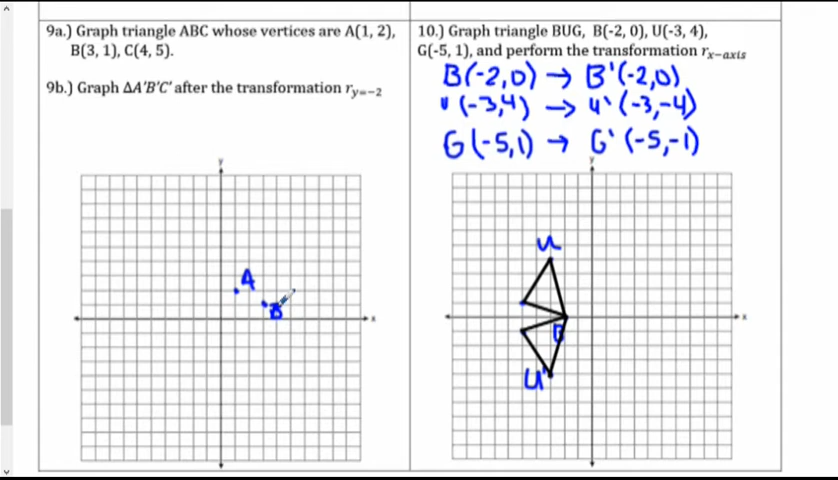 9a.) Graph triangle ABC whose vertices are A(1, 2),
B(3, 1), C(4, 5).
9b.) Graph ΔA'B'C' after the transformation r_{y=-2}
y
A
B
x
10.) Graph triangle BUG, B(-2, 0), U(-3, 4),
G(-5, 1), and perform the transformation r_{x-axis}
B(-2,0) → B'(-2,0)
U(-3,4) → U'(-3,-4)
G(-5,1) → G'(-5,-1)
y
U
x
B
U'